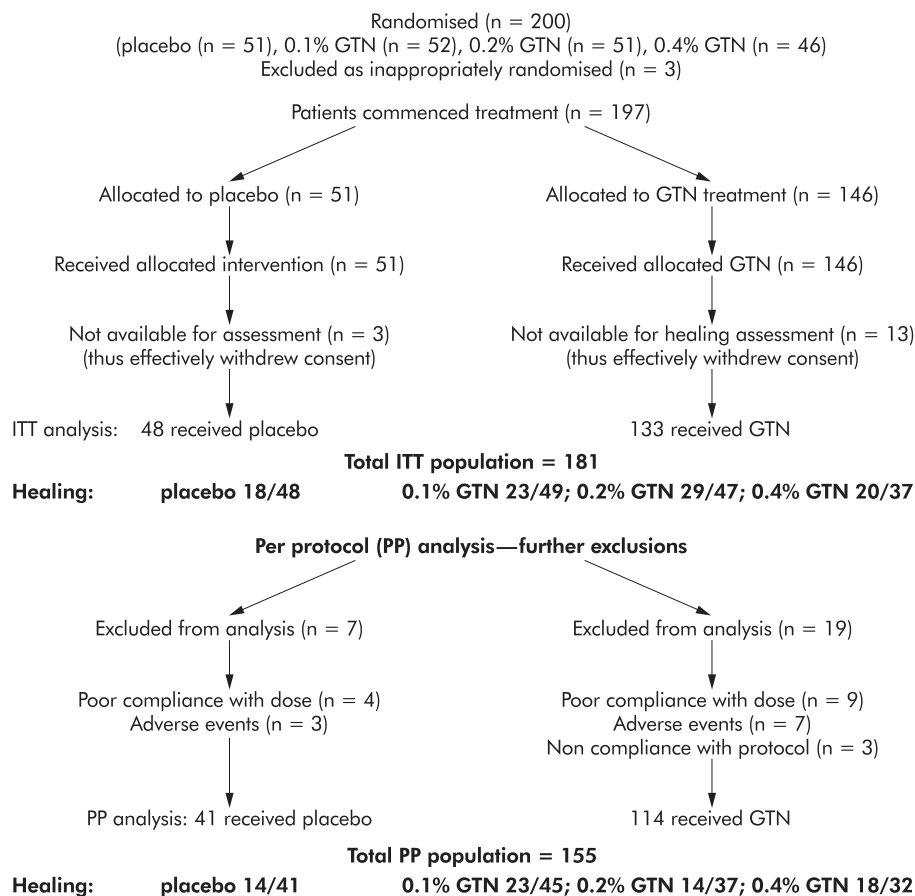 Randomised (n = 200)
(placebo (n = 51), 0.1% GTN (n = 52), 0.2% GTN (n = 51), 0.4% GTN (n = 46)
Excluded as inappropriately randomised (n = 3)
Patients commenced treatment (n = 197)
Allocated to placebo (n = 51)
Allocated to GTN treatment (n = 146)
Received allocated intervention (n = 51)
Received allocated GTN (n = 146)
Not available for assessment (n = 3)
(thus effectively withdrew consent)
Not available for healing assessment (n = 13)
(thus effectively withdrew consent)
ITT analysis: 48 received placebo
133 received GTN
Total ITT population = 181
Healing: placebo 18/48 0.1% GTN 23/49; 0.2% GTN 29/47; 0.4% GTN 20/37
Per protocol (PP) analysis—further exclusions
Excluded from analysis (n = 7)
Excluded from analysis (n = 19)
Poor compliance with dose (n = 4)
Adverse events (n = 3)
Poor compliance with dose (n = 9)
Adverse events (n = 7)
Non compliance with protocol (n = 3)
PP analysis: 41 received placebo
114 received GTN
Total PP population = 155
Healing: placebo 14/41 0.1% GTN 23/45; 0.2% GTN 14/37; 0.4% GTN 18/32